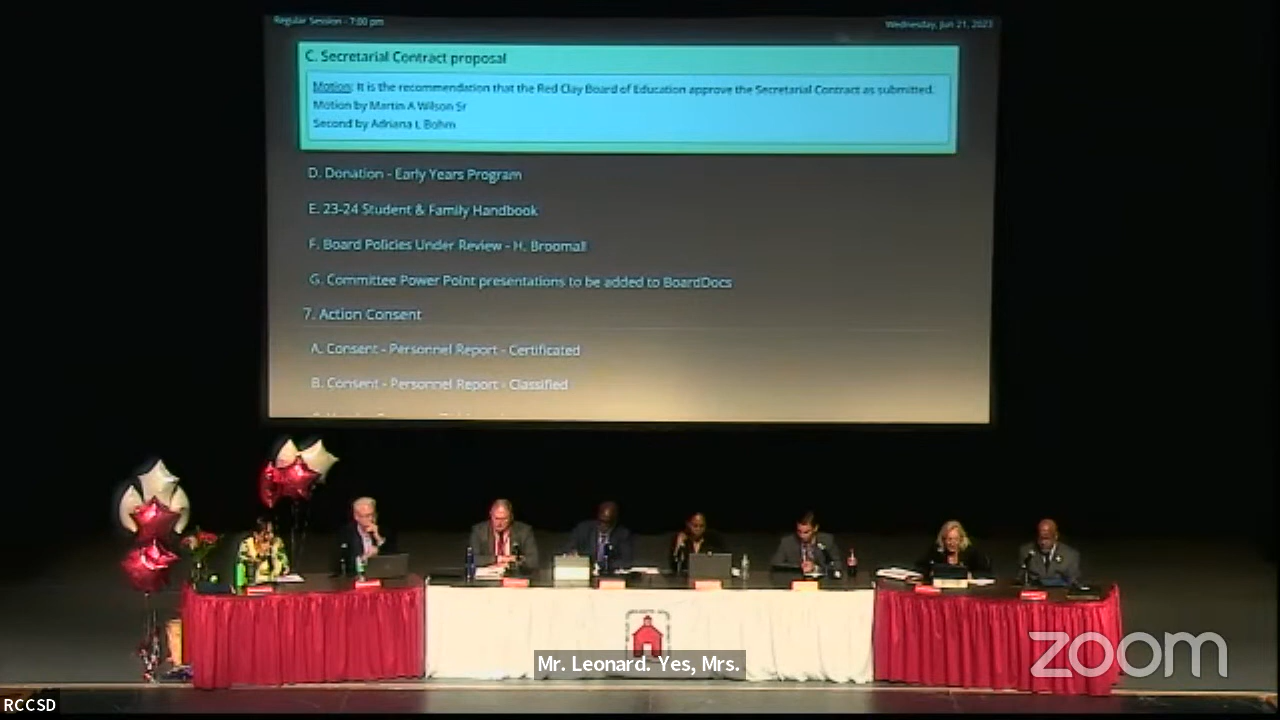 Regular Session - 7:00 pm
Wednesday, Jun 21, 2023
C. Secretarial Contract proposal
Motion: It is the recommendation that the Red Clay Board of Education approve the Secretarial Contract as submitted.
Motion by Martin A Wilson Sr
Second by Adriana L Bohm
D. Donation - Early Years Program
E. 23-24 Student & Family Handbook
F. Board Policies Under Review - H. Broomall
G. Committee Power Point presentations to be added to BoardDocs
7. Action Consent
A. Consent - Personnel Report - Certificated
B. Consent - Personnel Report - Classified
Mr. Leonard. Yes, Mrs.
zoom
RCCSD